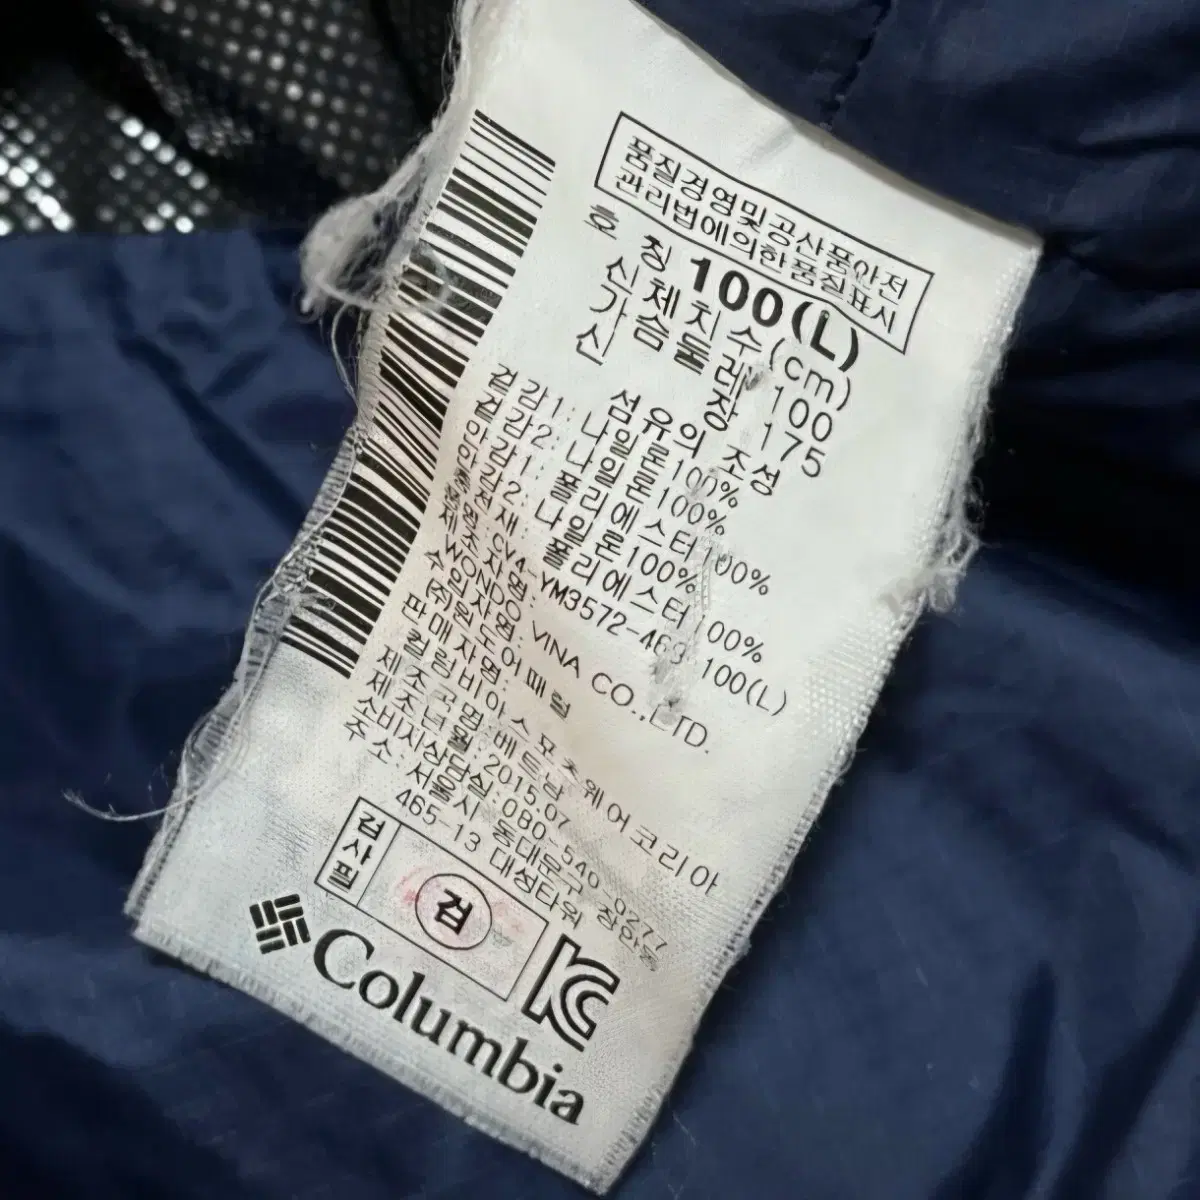 품질경영및공산품안전
관리법에의한품질표시
호 칭 100(L)
신체치수(cm)
가슴둘레 100
신 장 175
섬유의 조성
겉감1: 나일론100%
겉감2: 나일론100%
안감1: 폴리에스터100%
안감2: 나일론100%
충전재: 폴리에스터100%
품명: CV4-YM3572-463 100(L)
제조자명:
WONDO VINA CO.,LTD.
수입자명:
(주)원도어패럴
판매자명:
컬럼비아스포츠웨어코리아
제조국명: 베트남
제조년월: 2015.07
소비자상담실: 080-540-0277
주소: 서울시 동대문구 장안동
465-13 대성타워
검사필
검
KC
Columbia